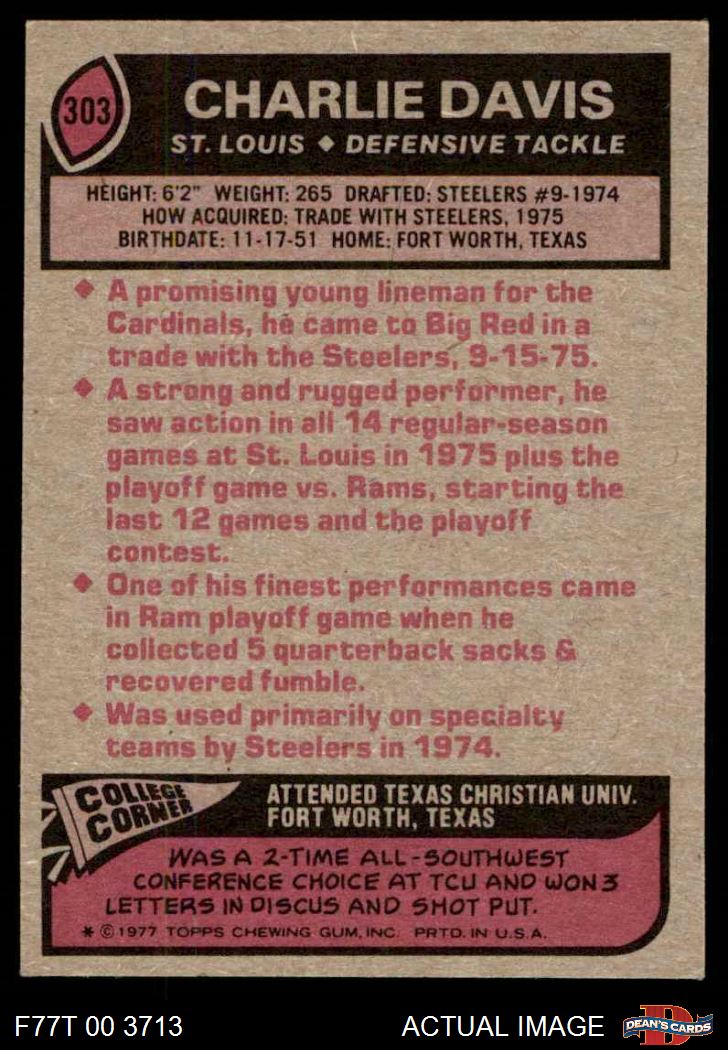 303
CHARLIE DAVIS
ST. LOUIS ◆ DEFENSIVE TACKLE
HEIGHT: 6'2" WEIGHT: 265 DRAFTED: STEELERS #9-1974
HOW ACQUIRED: TRADE WITH STEELERS, 1975
BIRTHDATE: 11-17-51 HOME: FORT WORTH, TEXAS
◆ A promising young lineman for the
Cardinals, he came to Big Red in a
trade with the Steelers, 9-15-75.
◆ A strong and rugged performer, he
saw action in all 14 regular-season
games at St. Louis in 1975 plus the
playoff game vs. Rams, starting the
last 12 games and the playoff
contest.
◆ One of his finest performances came
in Ram playoff game when he
collected 5 quarterback sacks &
recovered fumble.
◆ Was used primarily on specialty
teams by Steelers in 1974.
COLLEGE
CORNER
ATTENDED TEXAS CHRISTIAN UNIV.
FORT WORTH, TEXAS
WAS A 2-TIME ALL-SOUTHWEST
CONFERENCE CHOICE AT TCU AND WON 3
LETTERS IN DISCUS AND SHOT PUT.
* © 1977 TOPPS CHEWING GUM, INC. PRTD. IN U.S.A.
F77T 00 3713
ACTUAL IMAGE
D
DEAN'S CARDS